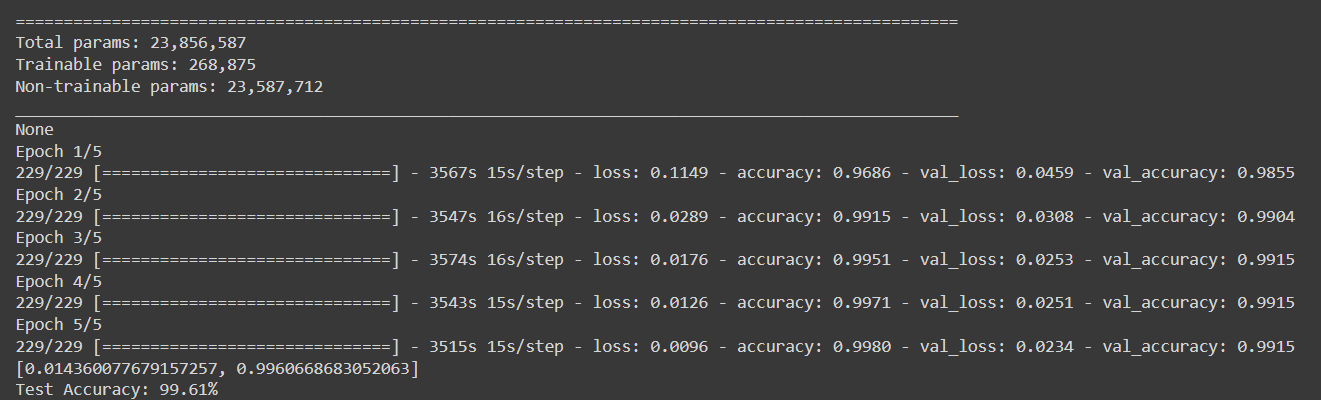 ==================================================================================================
Total params: 23,856,587
Trainable params: 268,875
Non-trainable params: 23,587,712
__________________________________________________________________________________________________
None
Epoch 1/5
229/229 [==============================] - 3567s 15s/step - loss: 0.1149 - accuracy: 0.9686 - val_loss: 0.0459 - val_accuracy: 0.9855
Epoch 2/5
229/229 [==============================] - 3547s 16s/step - loss: 0.0289 - accuracy: 0.9915 - val_loss: 0.0308 - val_accuracy: 0.9904
Epoch 3/5
229/229 [==============================] - 3574s 16s/step - loss: 0.0176 - accuracy: 0.9951 - val_loss: 0.0253 - val_accuracy: 0.9915
Epoch 4/5
229/229 [==============================] - 3543s 15s/step - loss: 0.0126 - accuracy: 0.9971 - val_loss: 0.0251 - val_accuracy: 0.9915
Epoch 5/5
229/229 [==============================] - 3515s 15s/step - loss: 0.0096 - accuracy: 0.9980 - val_loss: 0.0234 - val_accuracy: 0.9915
[0.014360077679157257, 0.9960668683052063]
Test Accuracy: 99.61%